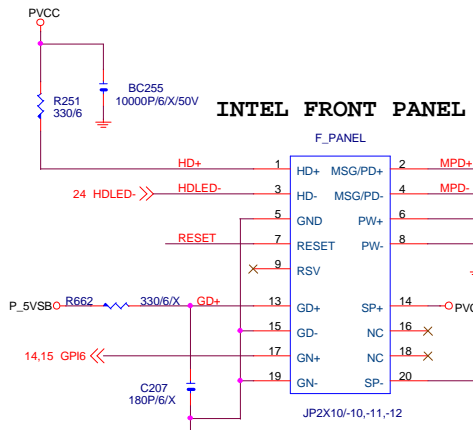 PVCC
R251
330/6
BC255
10000P/6/X/50V
INTEL FRONT PANEL
F_PANEL
HD+ 1 HD+ MSG/PD+ 2 MPD+
24 HDLED- HDLED- 3 HD- MSG/PD- 4 MPD-
5 GND PW+ 6
RESET 7 RESET PW- 8
9 RSV
P_5VSB R662 330/6/X GD+ 13 GD+ SP+ 14
15 GD- NC 16
14,15 GPI6 17 GN+ NC 18
19 GN- SP- 20
C207
180P/6/X
JP2X10/-10,-11,-12